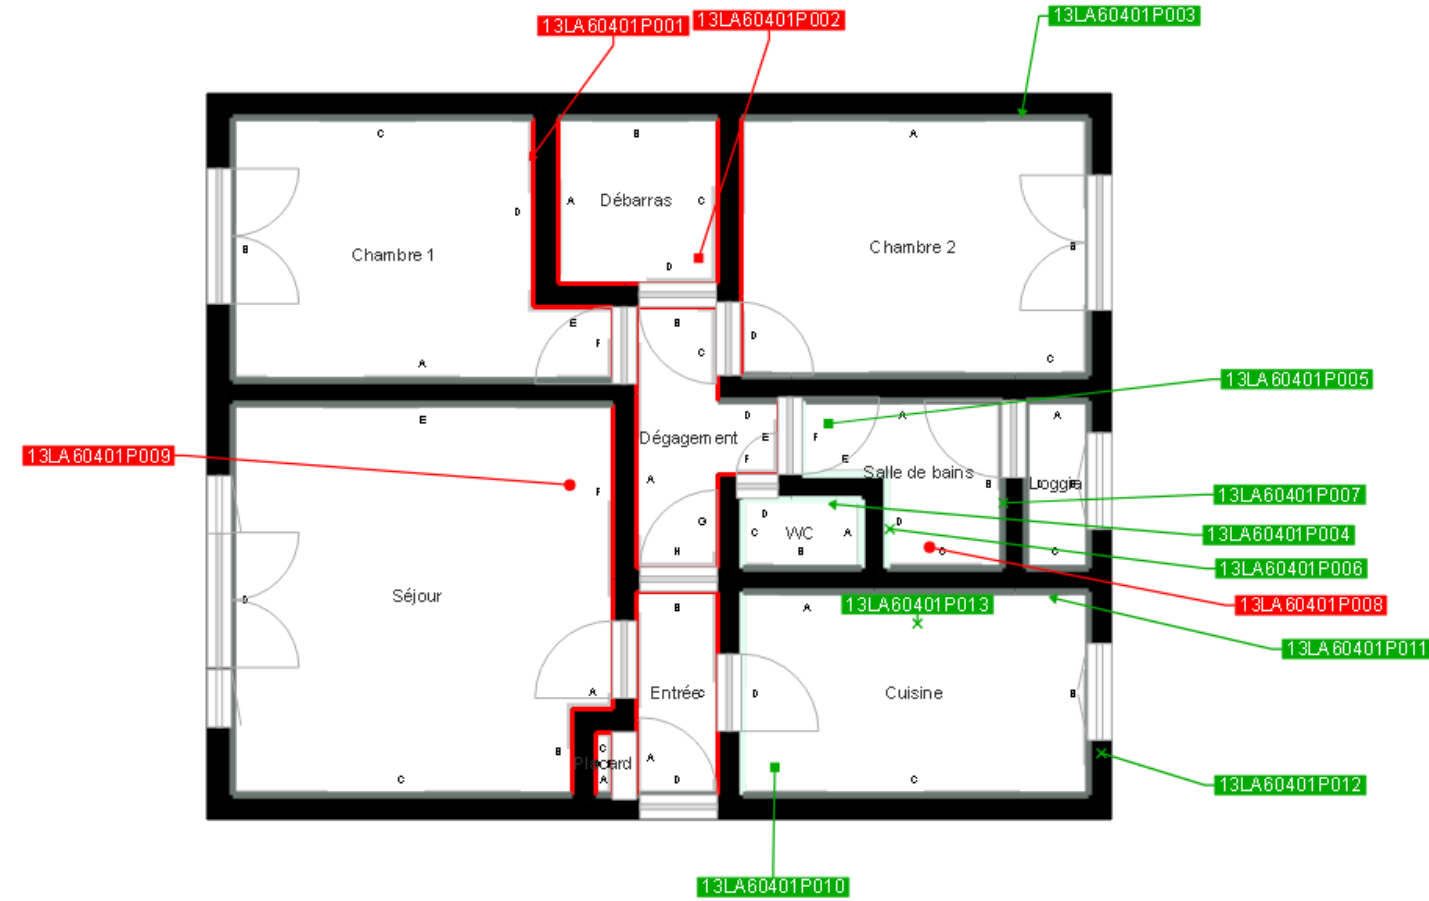 13LA60401P001
13LA60401P002
13LA60401P003
C
B
A
D
A
Débarras
C
Chambre 2
B
B
Chambre 1
D
E
B
D
F
C
C
A
13LA60401P005
E
D
A
A
F
E
Dégagement
13LA60401P009
F
E
Salle de bains
A
B
Loggia
F
13LA60401P007
D
G
D
C
WC
A
13LA60401P004
H
B
C
C
13LA60401P006
D
Séjour
B
A
13LA60401P013
13LA60401P008
13LA60401P011
A
Entrée
C
D
Cuisine
B
B
C
A
Placard
C
A
D
C
13LA60401P012
13LA60401P010